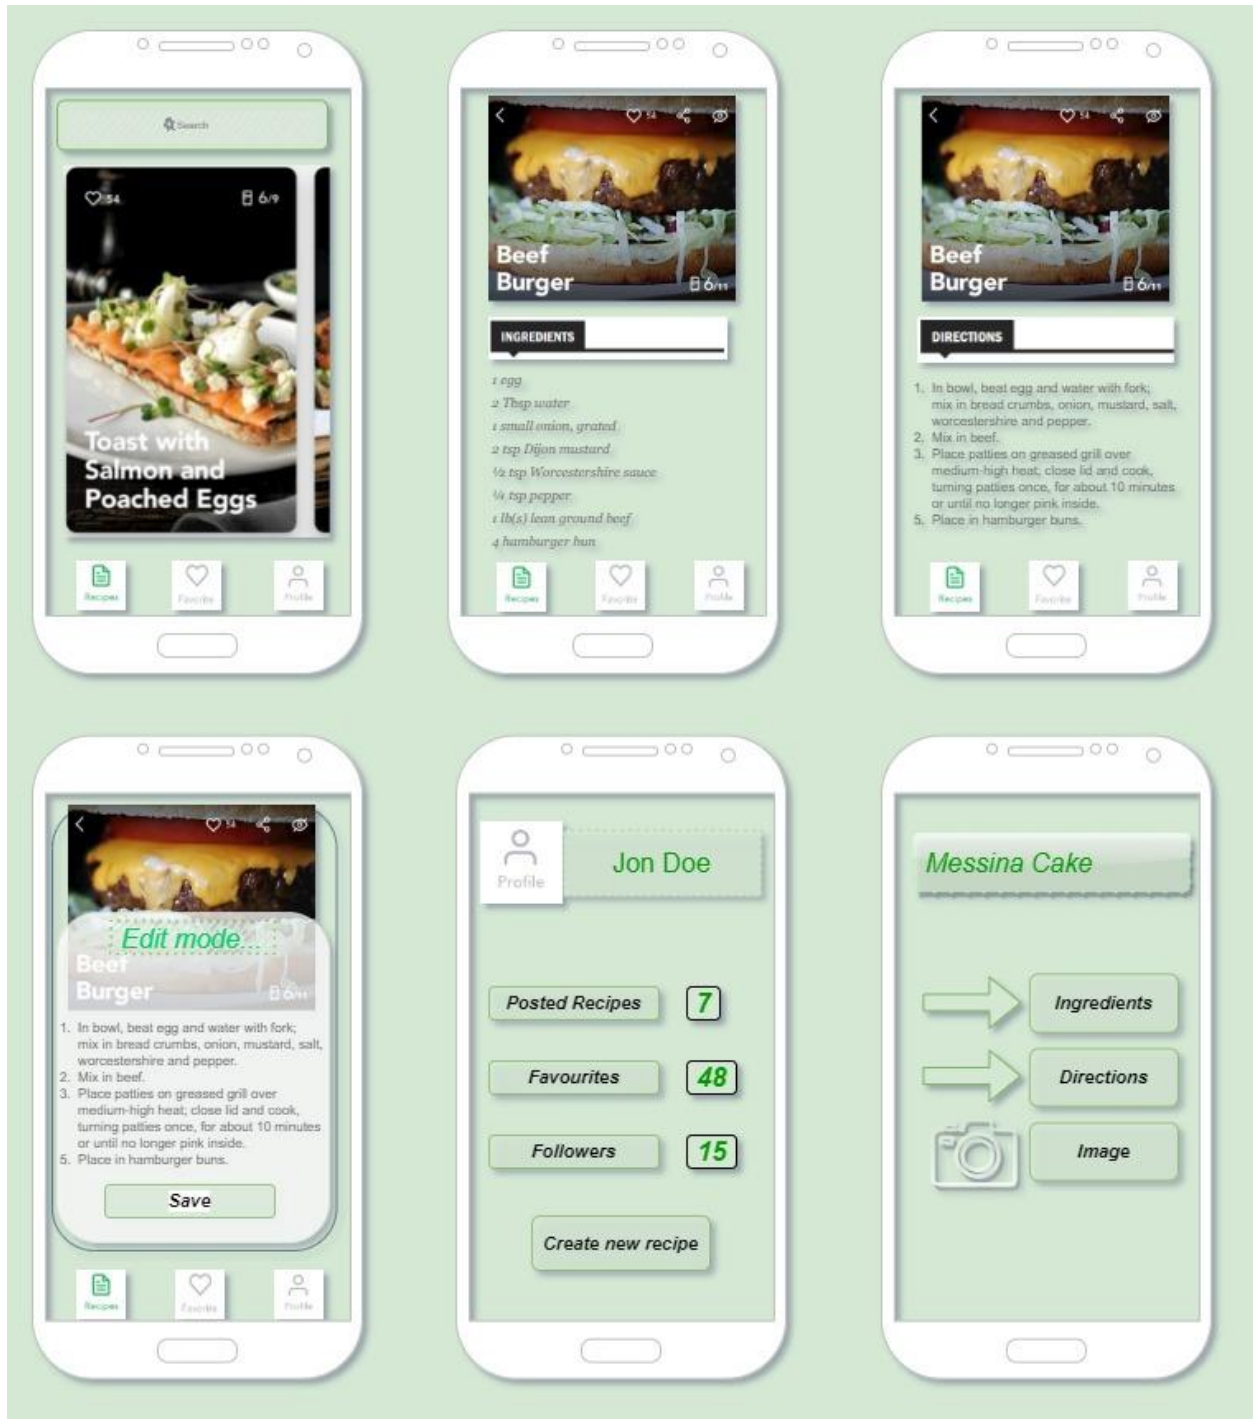 Search
54
6/9
Toast with
Salmon and
Poached Eggs
Recipes
Favorite
Profile
54
Beef
Burger
6/11
INGREDIENTS
1 egg
2 Tbsp water
1 small onion, grated
2 tsp Dijon mustard
½ tsp Worcestershire sauce
¼ tsp pepper
1 lb(s) lean ground beef
4 hamburger bun
Recipes
Favorite
Profile
54
Beef
Burger
6/11
DIRECTIONS
1. In bowl, beat egg and water with fork;
mix in bread crumbs, onion, mustard, salt,
worcestershire and pepper.
2. Mix in beef.
3. Place patties on greased grill over
medium-high heat; close lid and cook,
turning patties once, for about 10 minutes
or until no longer pink inside.
5. Place in hamburger buns.
Recipes
Favorite
Profile
54
Edit mode...
Beef
Burger
6/11
1. In bowl, beat egg and water with fork;
mix in bread crumbs, onion, mustard, salt,
worcestershire and pepper.
2. Mix in beef.
3. Place patties on greased grill over
medium-high heat; close lid and cook,
turning patties once, for about 10 minutes
or until no longer pink inside.
5. Place in hamburger buns.
Save
Recipes
Favorite
Profile
Profile
Jon Doe
Posted Recipes 7
Favourites 48
Followers 15
Create new recipe
Messina Cake
Ingredients
Directions
Image